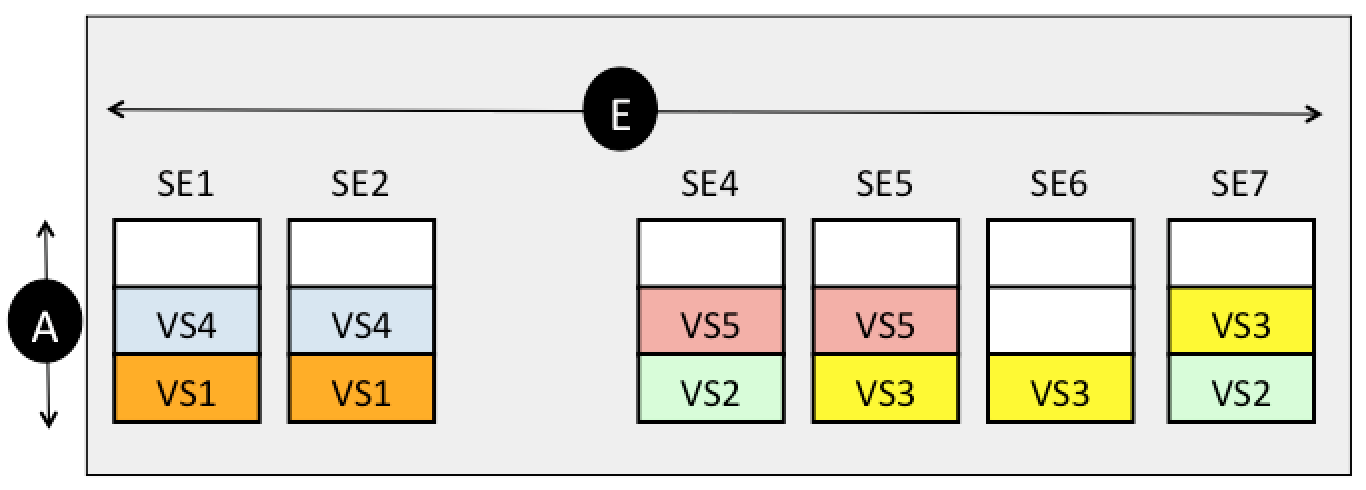 E
SE1 SE2 SE4 SE5 SE6 SE7
A
VS4 VS4 VS5 VS5 VS3
VS1 VS1 VS2 VS3 VS3 VS2